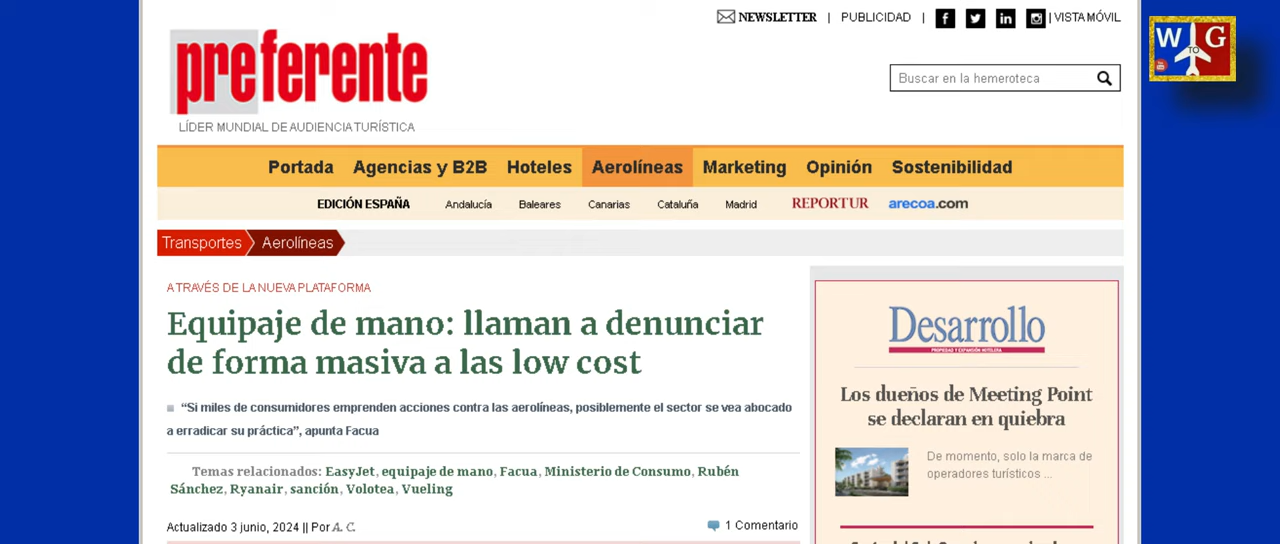 NEWSLETTER | PUBLICIDAD | | VISTA MÓVIL
W TO G
preferente
Buscar en la hemeroteca
LÍDER MUNDIAL DE AUDIENCIA TURÍSTICA
Portada Agencias y B2B Hoteles Aerolíneas Marketing Opinión Sostenibilidad
EDICIÓN ESPAÑA Andalucía Baleares Canarias Cataluña Madrid REPORTUR arecoa.com
Transportes Aerolíneas
A TRAVÉS DE LA NUEVA PLATAFORMA
Equipaje de mano: llaman a denunciar
de forma masiva a las low cost
“Si miles de consumidores emprenden acciones contra las aerolíneas, posiblemente el sector se vea abocado
a erradicar su práctica”, apunta Facua
Temas relacionados: EasyJet, equipaje de mano, Facua, Ministerio de Consumo, Rubén
Sánchez, Ryanair, sanción, Volotea, Vueling
Actualizado 3 junio, 2024 || Por A. C.
1 Comentario
Desarrollo
PROPIEDAD Y EXPANSIÓN HOTELERA
Los dueños de Meeting Point
se declaran en quiebra
De momento, solo la marca de
operadores turísticos ...